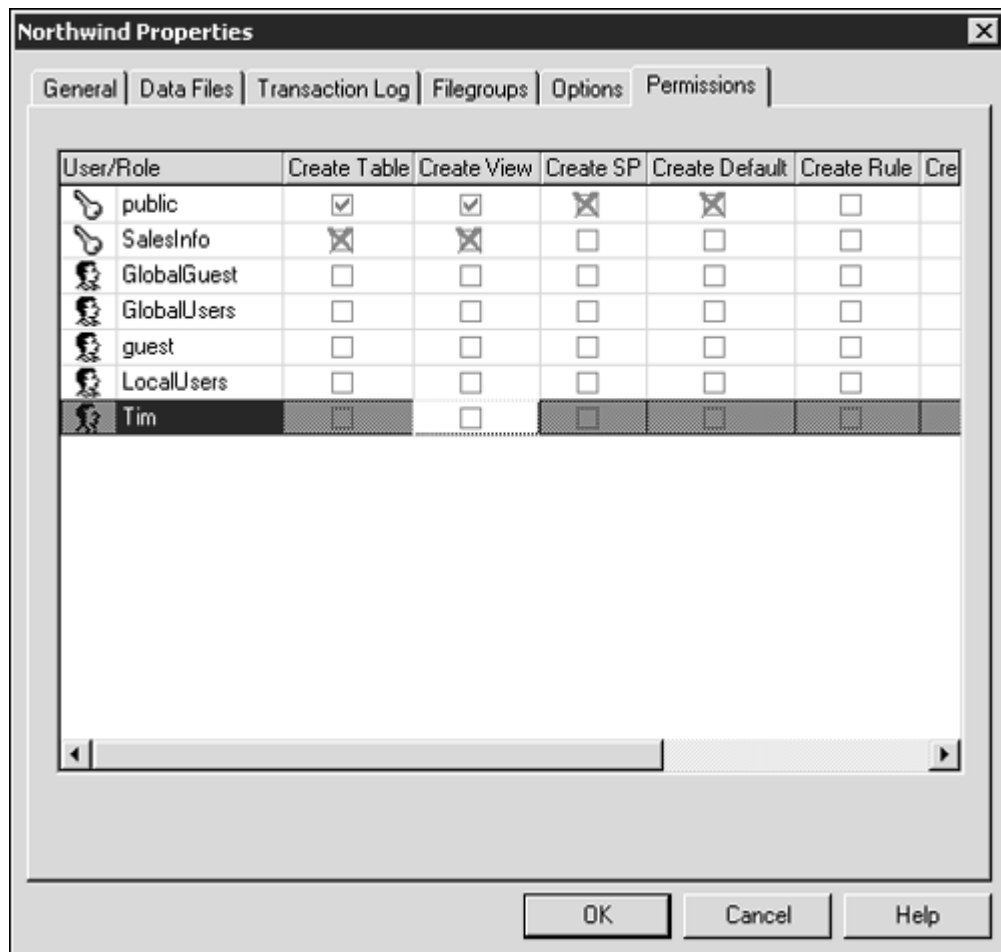 Northwind Properties
General Data Files Transaction Log Filegroups Options Permissions
User/Role Create Table Create View Create SP Create Default Create Rule Cre
public
SalesInfo
GlobalGuest
GlobalUsers
guest
LocalUsers
Tim
OK Cancel Help